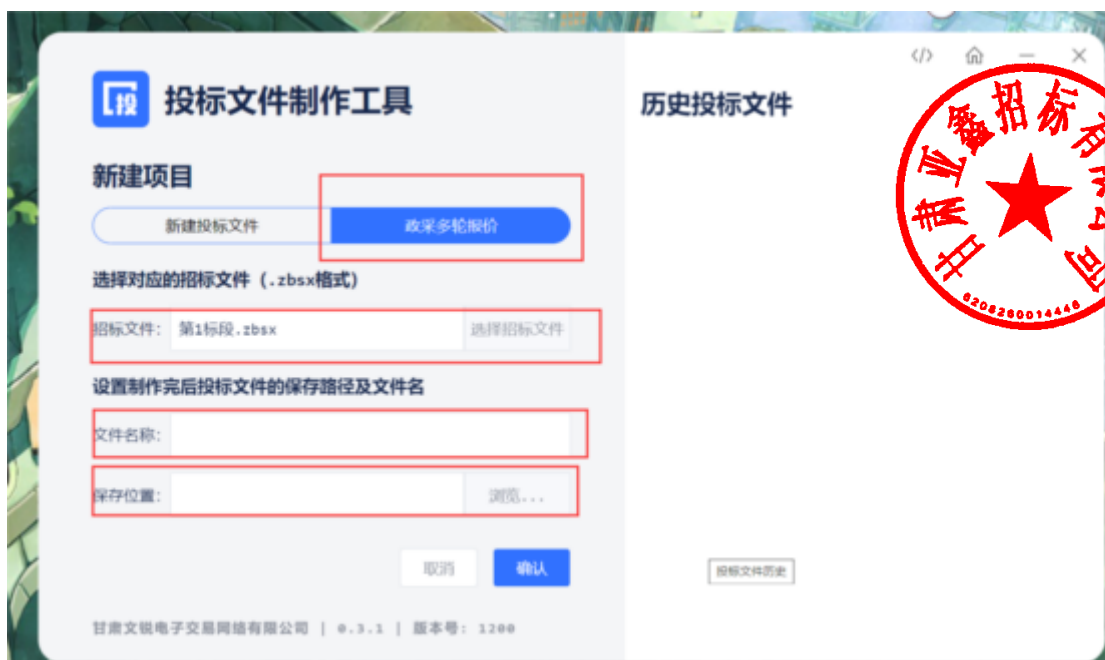 投
投标文件制作工具
历史投标文件
新建项目
新建投标文件
政采多轮报价
选择对应的招标文件（.zbsx格式）
招标文件：
第1标段.zbsx
选择招标文件
设置制作完后投标文件的保存路径及文件名
文件名称：
保存位置：
浏览...
取消
确认
投标文件历史
甘肃文锐电子交易网络有限公司 | 0.3.1 | 版本号：1200
甘肃亚鑫招标有限公司
6208260014446